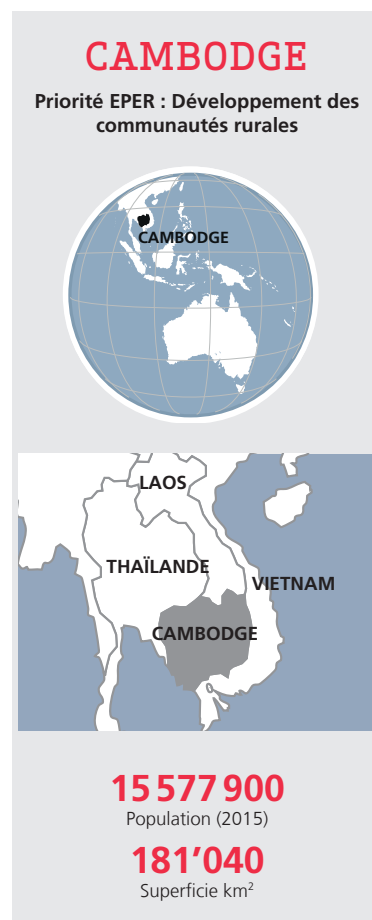 CAMBODGE
Priorité EPER : Développement des
communautés rurales
CAMBODGE
LAOS
THAÏLANDE
VIETNAM
CAMBODGE
15 577 900
Population (2015)
181’040
Superficie km²